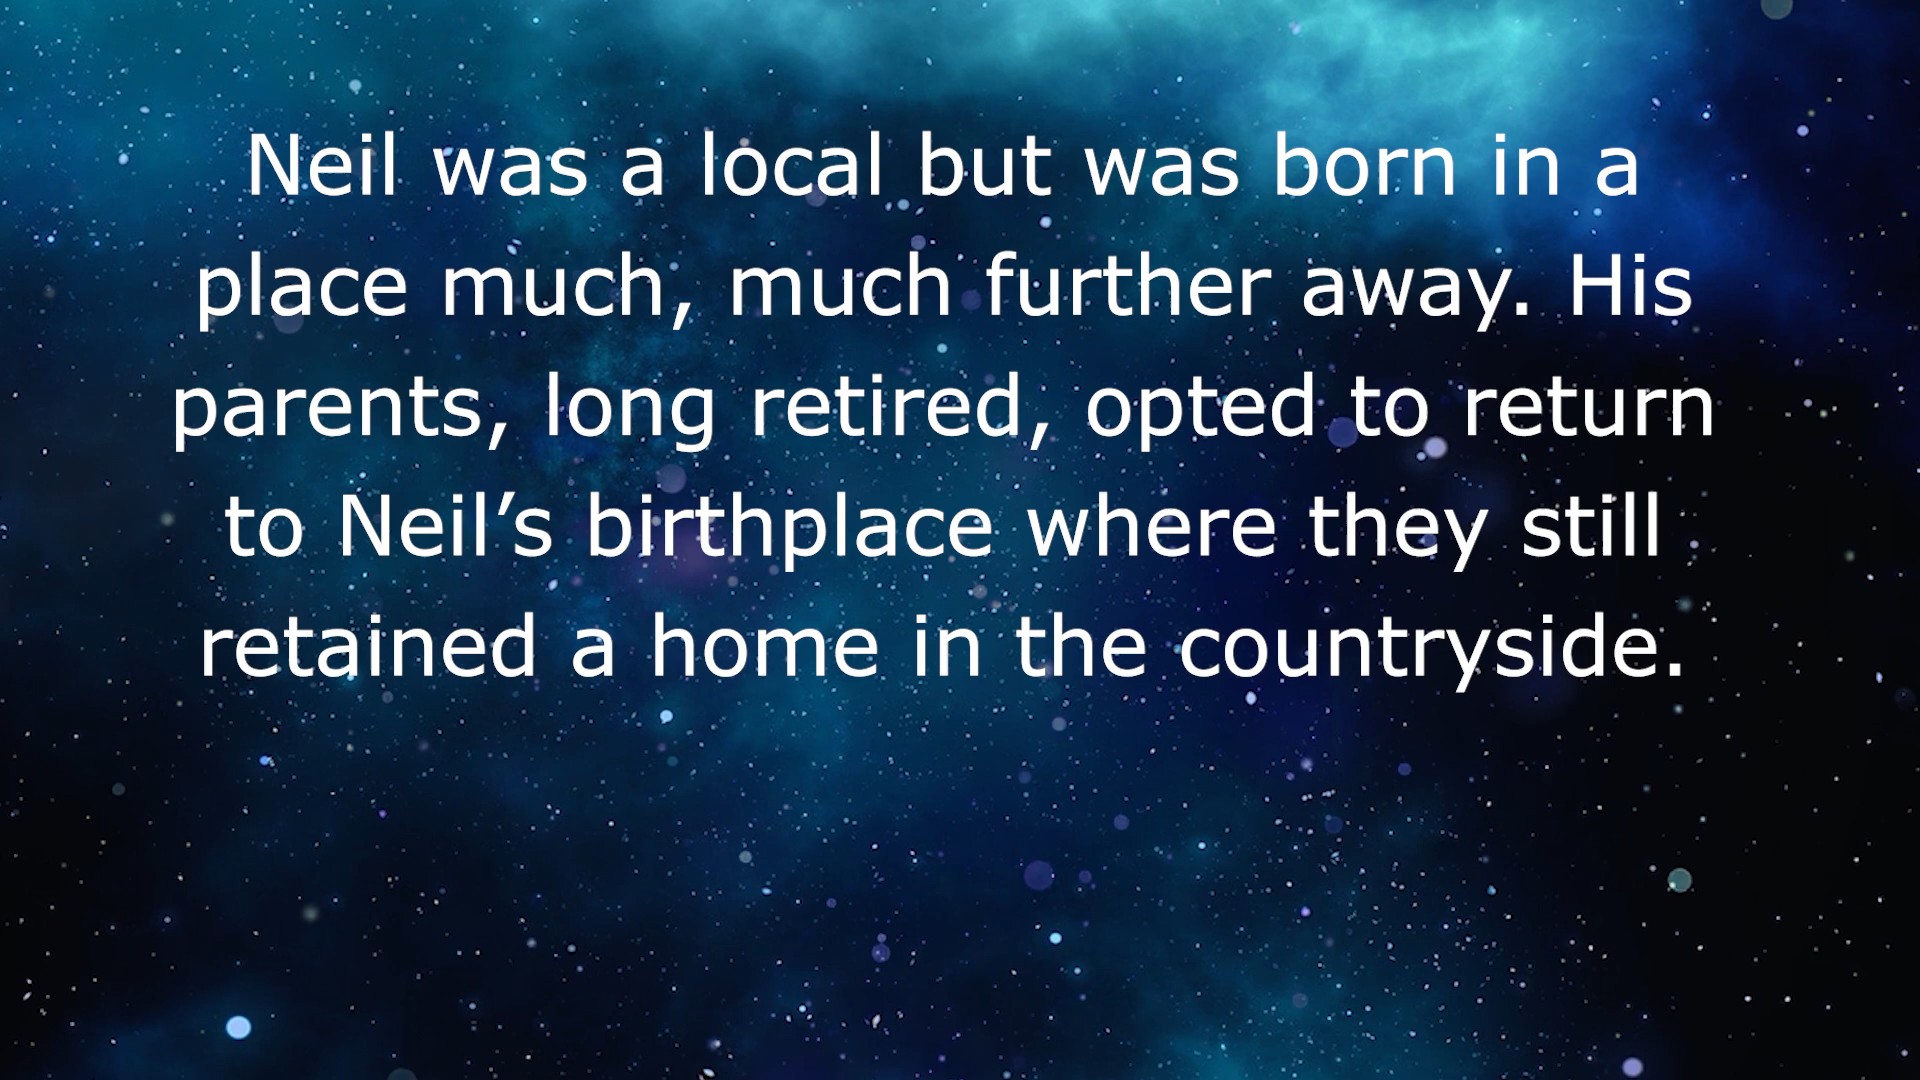 Neil was a local but was born in a
place much, much further away. His
parents, long retired, opted to return
to Neil’s birthplace where they still
retained a home in the countryside.